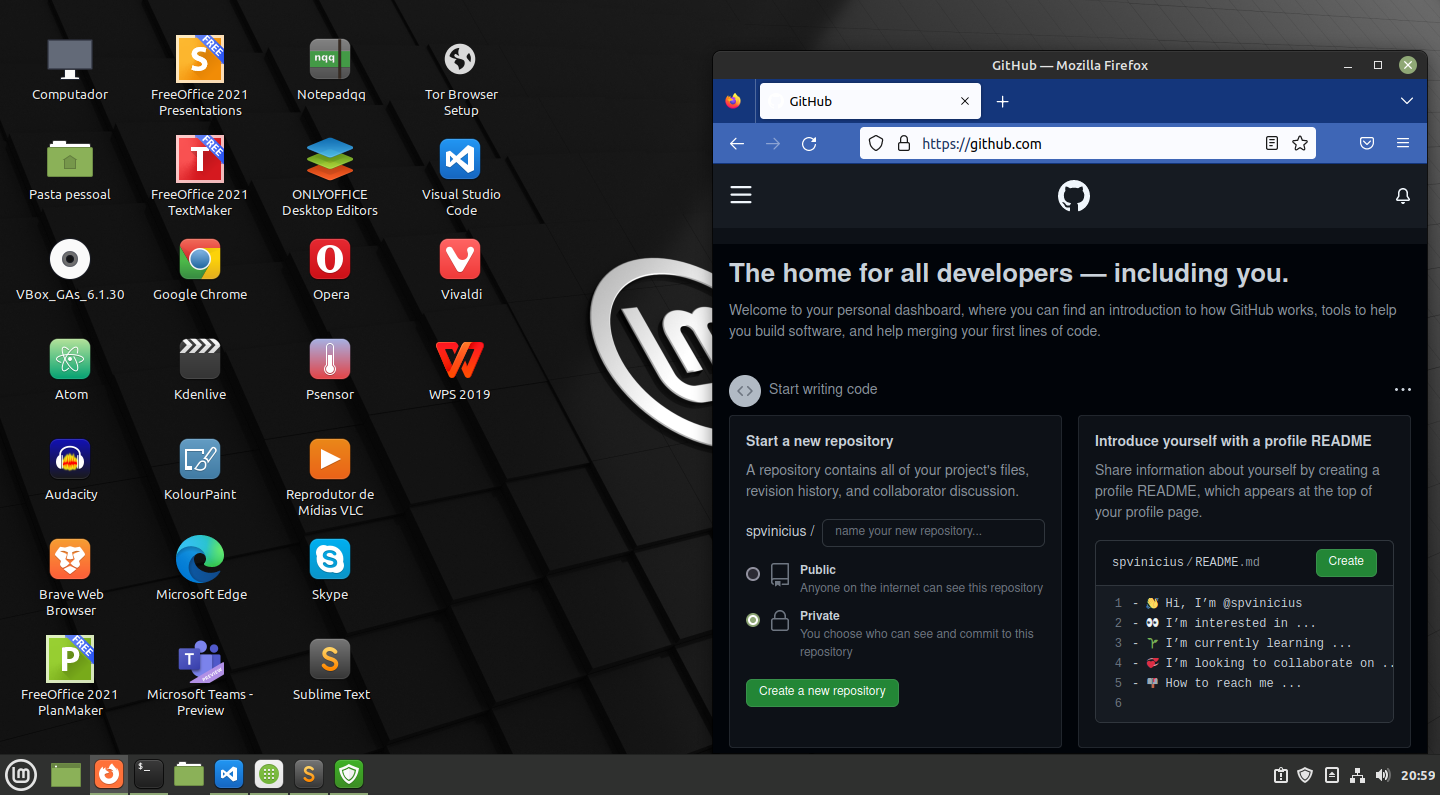 Computador
FREE
FreeOffice 2021
Presentations
nqq
Notepadqq
Tor Browser
Setup
Pasta pessoal
FREE
FreeOffice 2021
TextMaker
ONLYOFFICE
Desktop Editors
Visual Studio
Code
VBox_GAs_6.1.30
Google Chrome
Opera
Vivaldi
Atom
Kdenlive
Psensor
WPS 2019
Audacity
KolourPaint
Reprodutor de
Mídias VLC
Brave Web
Browser
Microsoft Edge
Skype
FREE
FreeOffice 2021
PlanMaker
PREVIEW
Microsoft Teams -
Preview
Sublime Text
GitHub — Mozilla Firefox
GitHub
https://github.com
The home for all developers — including you.
Welcome to your personal dashboard, where you can find an introduction to how GitHub works, tools to help
you build software, and help merging your first lines of code.
Start writing code
Start a new repository
A repository contains all of your project's files,
revision history, and collaborator discussion.
spvinicius /
name your new repository...
Public
Anyone on the internet can see this repository
Private
You choose who can see and commit to this
repository
Create a new repository
Introduce yourself with a profile README
Share information about yourself by creating a
profile README, which appears at the top of
your profile page.
spvinicius / README.md
Create
1 - 👋 Hi, I’m @spvinicius
2 - 👀 I’m interested in ...
3 - 🌱 I’m currently learning ...
4 - 💞️ I’m looking to collaborate on ..
5 - 📫 How to reach me ...
6
20:59